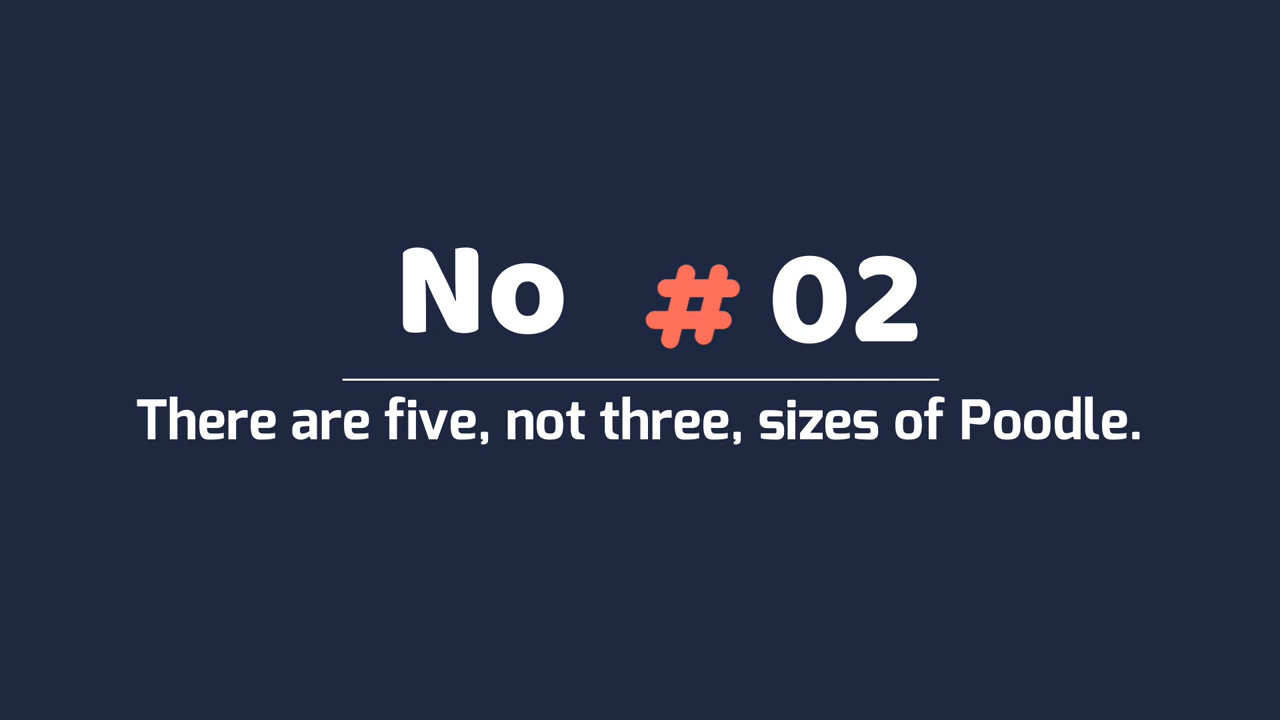 No # 02
There are five, not three, sizes of Poodle.